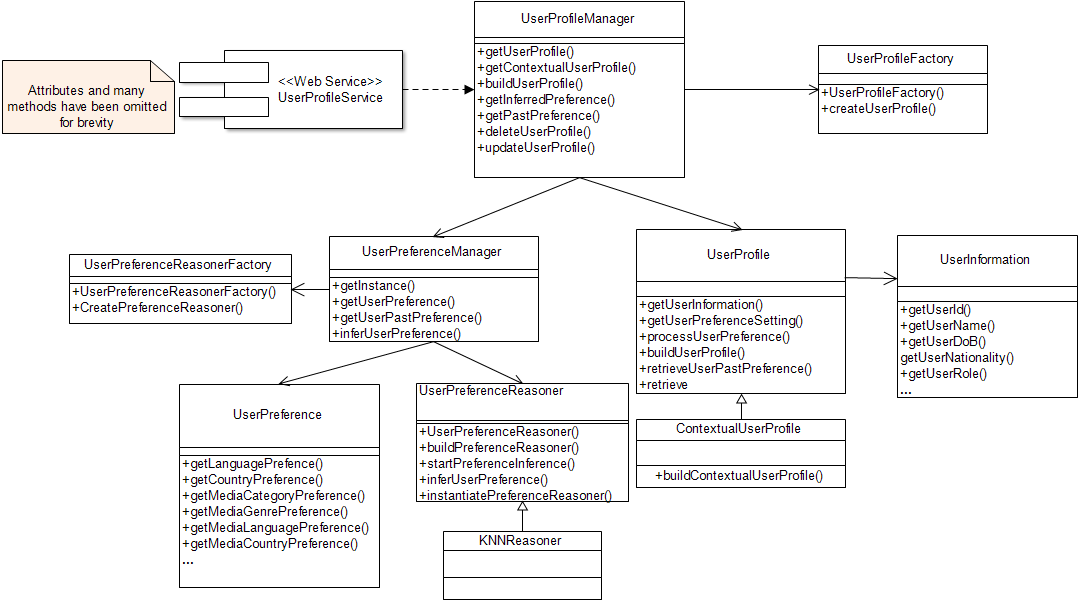 UserProfileManager
+getUserProfile()
+getContextualUserProfile()
+buildUserProfile()
+getInferredPreference()
+getPastPreference()
+deleteUserProfile()
+updateUserProfile()
Attributes and many
methods have been omitted
for brevity
<<Web Service>>
UserProfileService
UserProfileFactory
+UserProfileFactory()
+createUserProfile()
UserPreferenceReasonerFactory
+UserPreferenceReasonerFactory()
+CreatePreferenceReasoner()
UserPreferenceManager
+getInstance()
+getUserPreference()
+getUserPastPreference()
+inferUserPreference()
UserProfile
+getUserInformation()
+getUserPreferenceSetting()
+processUserPreference()
+buildUserProfile()
+retrieveUserPastPreference()
+retrieve
UserInformation
+getUserId()
+getUserName()
+getUserDoB()
getUserNationality()
+getUserRole()
...
UserPreference
+getLanguagePrefence()
+getCountryPreference()
+getMediaCategoryPreference()
+getMediaGenrePreference()
+getMediaLanguagePreference()
+getMediaCountryPreference()
...
UserPreferenceReasoner
+UserPreferenceReasoner()
+buildPreferenceReasoner()
+startPreferenceInference()
+inferUserPreference()
+instantiatePreferenceReasoner()
ContextualUserProfile
+buildContextualUserProfile()
KNNReasoner